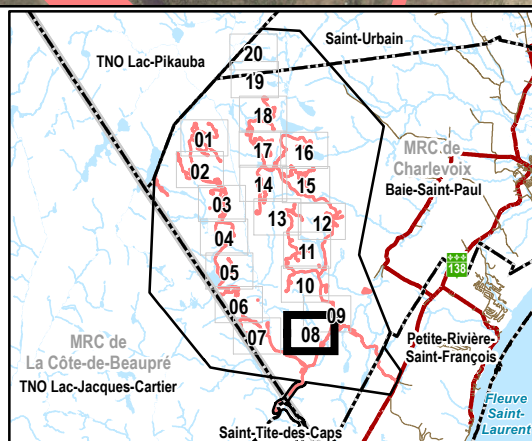 20
Saint-Urbain
TNO Lac-Pikauba
19
18
01
17
16
MRC de
Charlevoix
02
14
15
Baie-Saint-Paul
03
13
12
04
11
138
05
10
06
09
08
07
MRC de
La Côte-de-Beaupré
TNO Lac-Jacques-Cartier
Petite-Rivière-
Saint-François
Fleuve
Saint-
Laurent
Saint-Tite-des-Caps